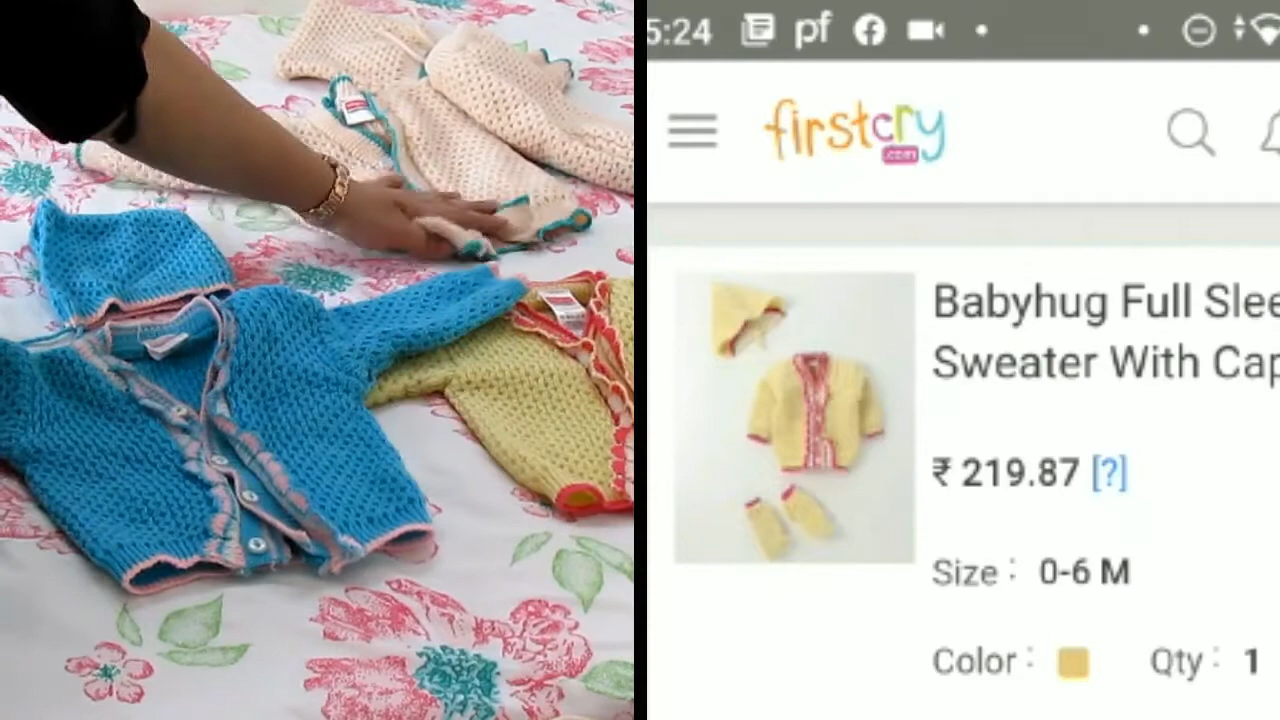 5:24 pf
firstcry
.com
Babyhug Full Slee
Sweater With Cap
₹ 219.87 [?]
Size : 0-6 M
Color : Qty : 1